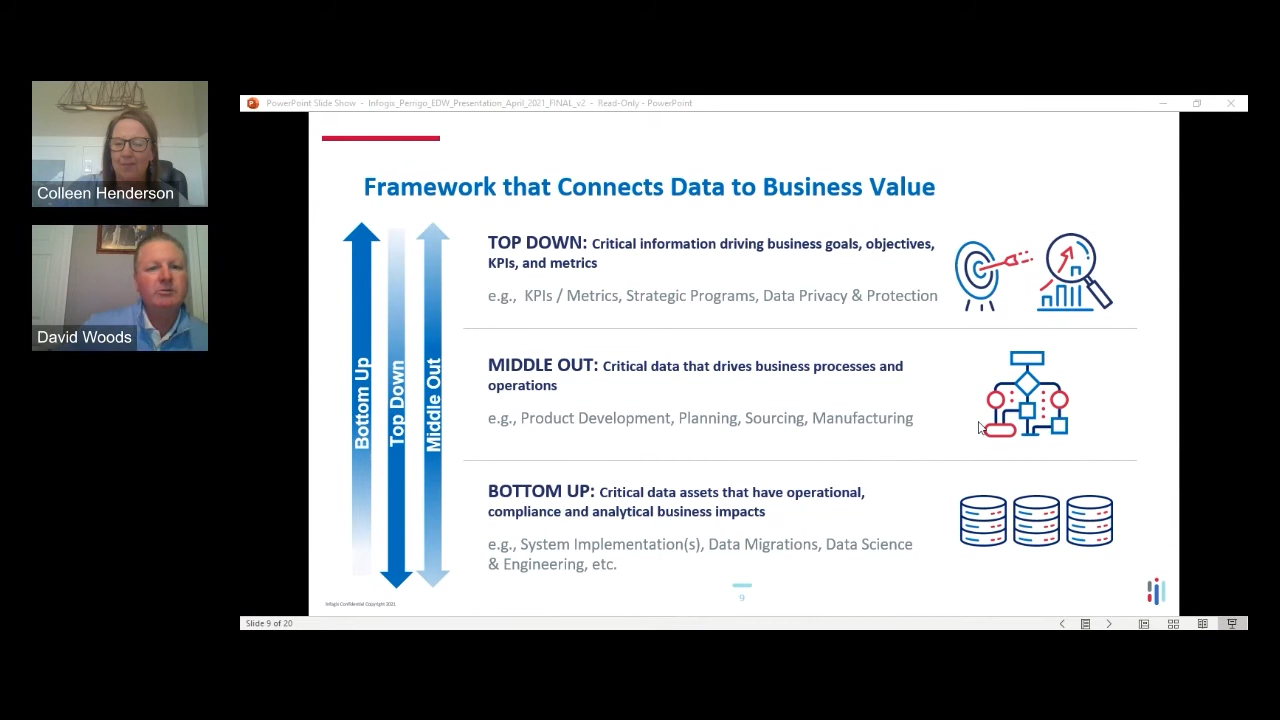 PowerPoint Slide Show - Infogix_Perrigo_EDW_Presentation_April_2021_FINAL_v2 - Read-Only - PowerPoint
Colleen Henderson
David Woods
Framework that Connects Data to Business Value
Bottom Up
Top Down
Middle Out
TOP DOWN: Critical information driving business goals, objectives,
KPIs, and metrics
e.g., KPIs / Metrics, Strategic Programs, Data Privacy & Protection
MIDDLE OUT: Critical data that drives business processes and
operations
e.g., Product Development, Planning, Sourcing, Manufacturing
BOTTOM UP: Critical data assets that have operational,
compliance and analytical business impacts
e.g., System Implementation(s), Data Migrations, Data Science
& Engineering, etc.
Infogix Confidential Copyright 2021
9
Slide 9 of 20